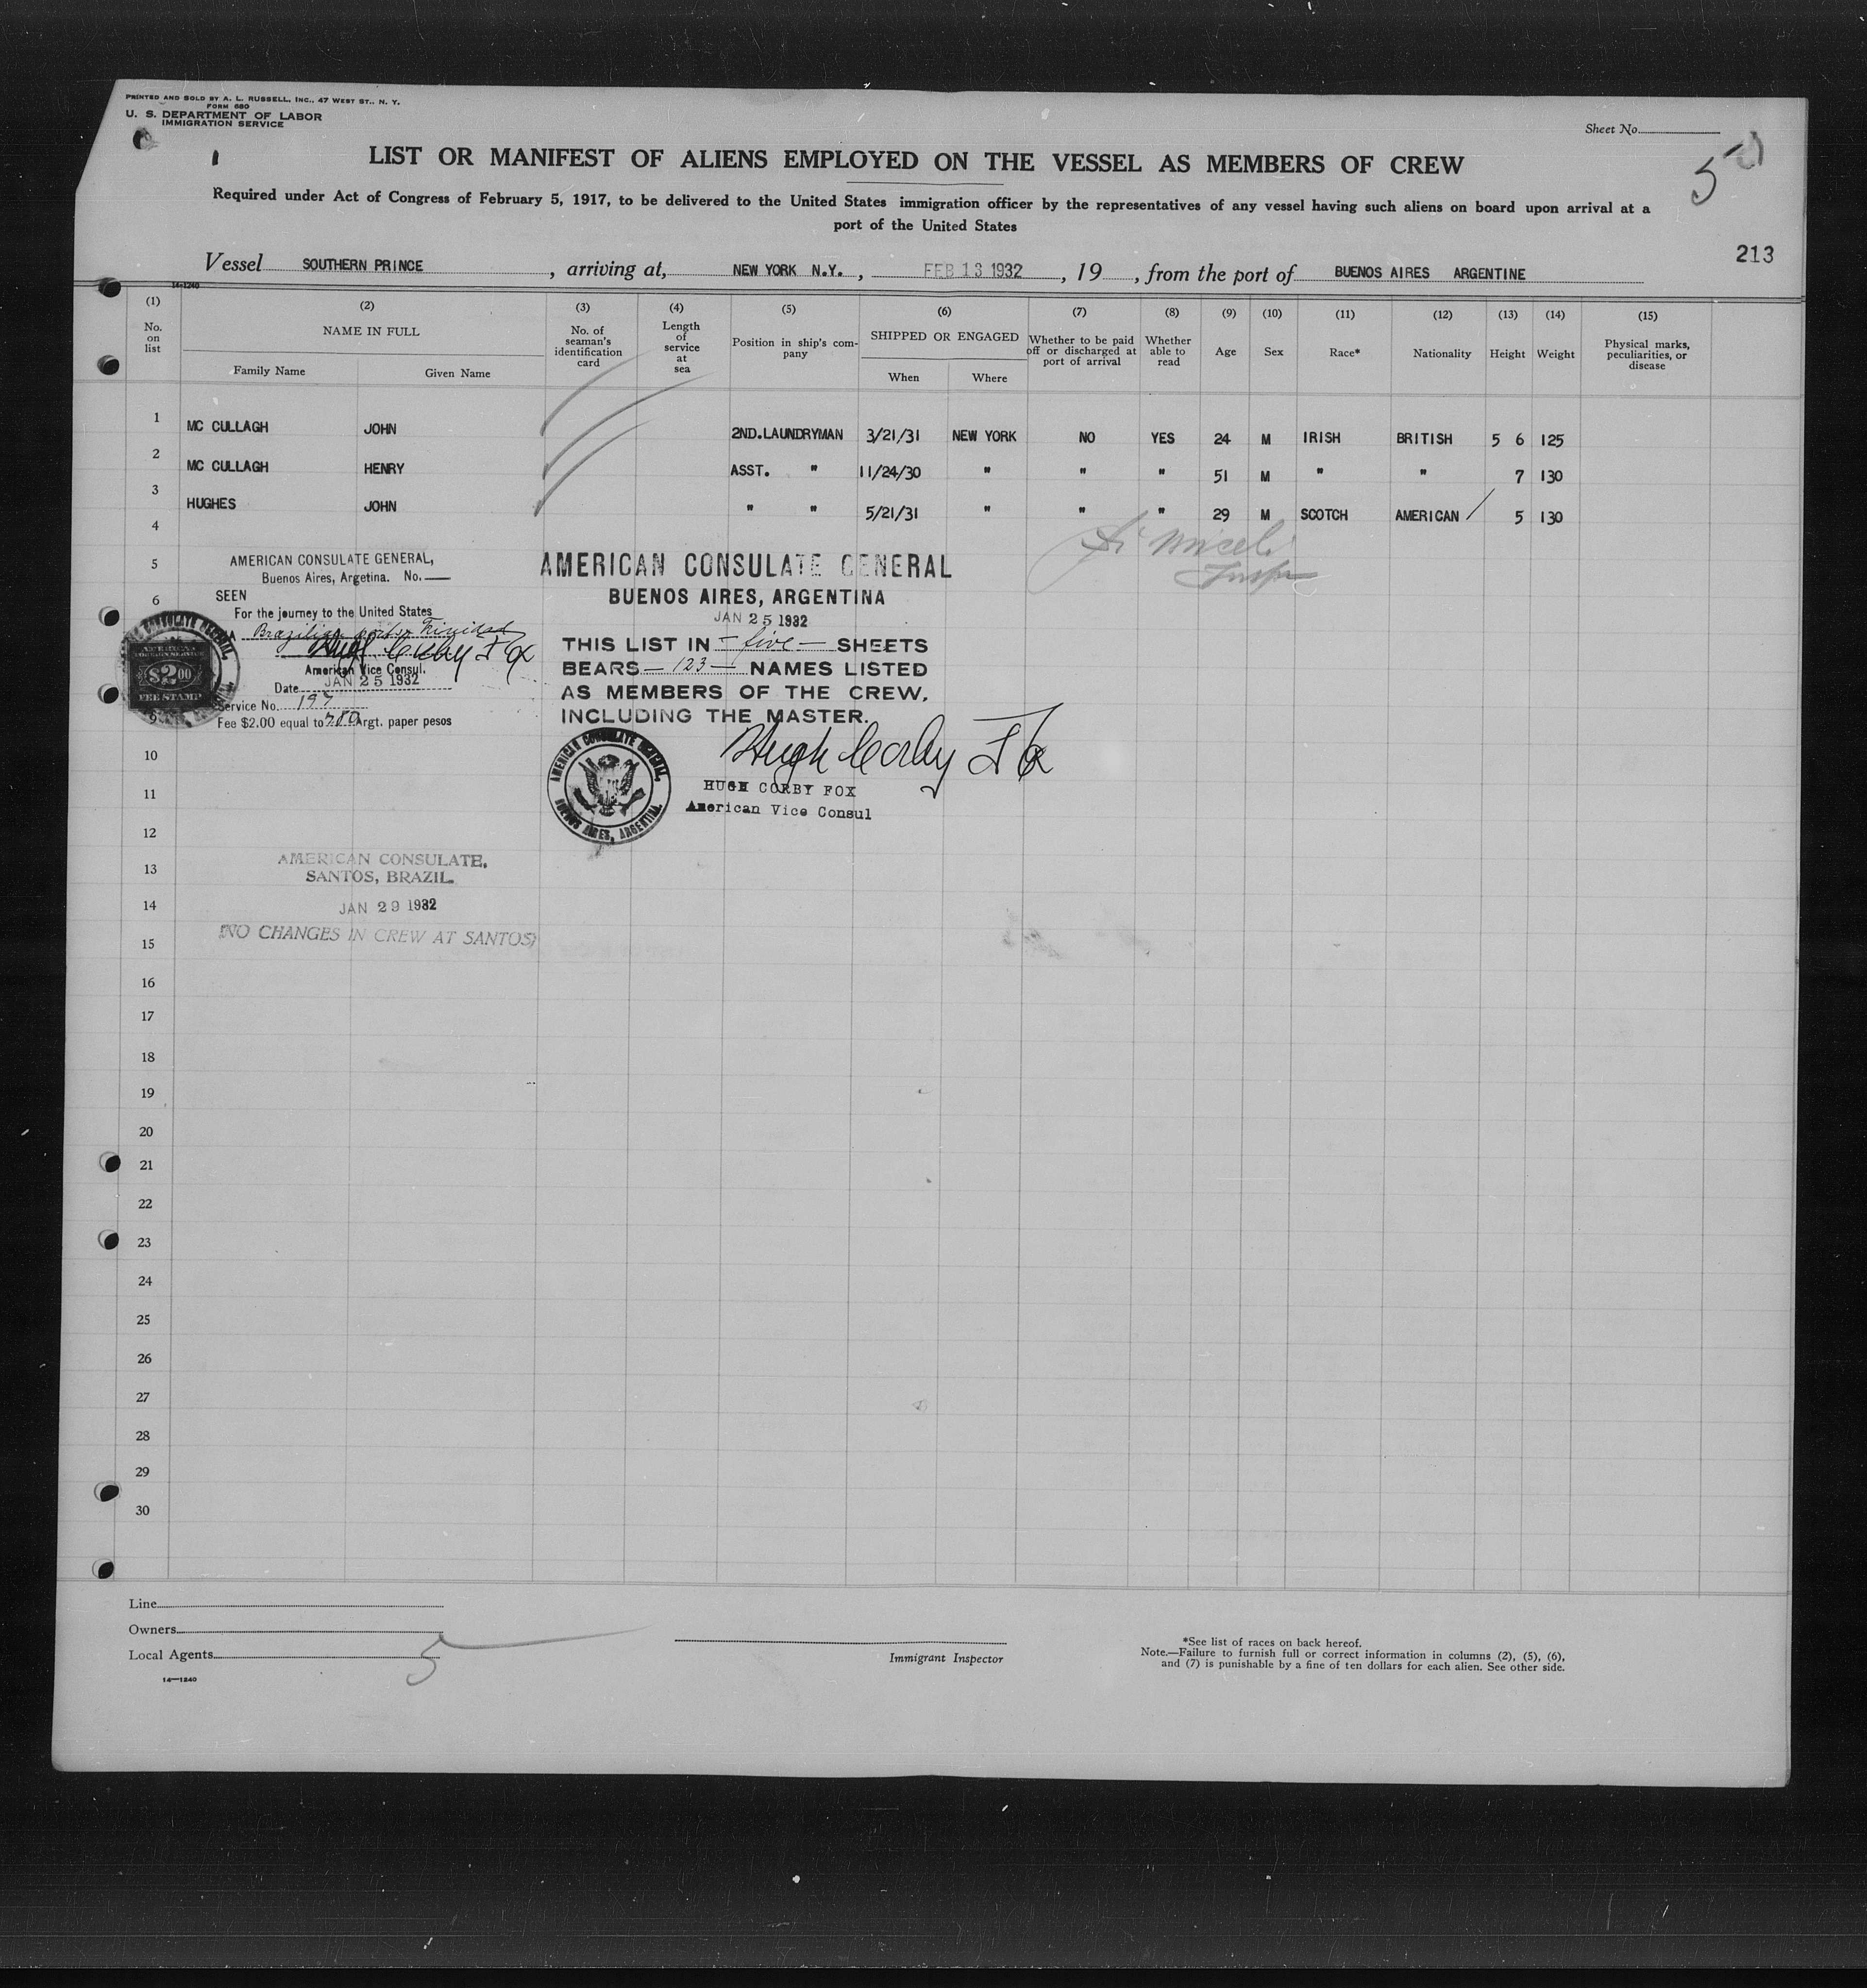 PRINTED AND SOLD BY A. L. RUSSELL, INC., 47 WEST ST., N. Y.
FORM 680
U. S. DEPARTMENT OF LABOR
IMMIGRATION SERVICE
Sheet No.
LIST OR MANIFEST OF ALIENS EMPLOYED ON THE VESSEL AS MEMBERS OF CREW
5
Required under Act of Congress of February 5, 1917, to be delivered to the United States immigration officer by the representatives of any vessel having such aliens on board upon arrival at a
port of the United States
213
Vessel SOUTHERN PRINCE, arriving at, NEW YORK N.Y., FEB 13 1932, 19, from the port of BUENOS AIRES ARGENTINE
14-1240
(1) (2) (3) (4) (5) (6) (7) (8) (9) (10) (11) (12) (13) (14) (15)
No. on list
NAME IN FULL
Family Name Given Name
No. of seaman's identification card
Length of service at sea
Position in ship's company
SHIPPED OR ENGAGED
When Where
Whether to be paid off or discharged at port of arrival
Whether able to read
Age
Sex
Race*
Nationality
Height
Weight
Physical marks, peculiarities, or disease
1 MC CULLAGH JOHN 2ND.LAUNDRYMAN 3/21/31 NEW YORK NO YES 24 M IRISH BRITISH 5 6 125
2 MC CULLAGH HENRY ASST. " 11/24/30 " " " 51 M " " 7 130
3 HUGHES JOHN " " 5/21/31 " " " 29 M SCOTCH AMERICAN 5 130
4
5
6
AMERICAN CONSULATE GENERAL,
Buenos Aires, Argetina. No.
SEEN
For the journey to the United States
Trinidad
Hugh Corby Fox
American Vice Consul.
Date JAN 25 1932
Service No.
Fee $2.00 equal to Argt. paper pesos
$2.00
FEE STAMP
AMERICAN CONSULATE GENERAL
BUENOS AIRES, ARGENTINA
JAN 25 1932
THIS LIST IN - five - SHEETS
BEARS - 123 - NAMES LISTED
AS MEMBERS OF THE CREW,
INCLUDING THE MASTER.
Hugh Corby Fox
HUGH CORBY FOX
American Vice Consul
AMERICAN CONSULATE GENERAL,
BUENOS AIRES, ARGENTINA.
10
11
12
AMERICAN CONSULATE,
SANTOS, BRAZIL.
13
JAN 29 1932
14
(NO CHANGES IN CREW AT SANTOS)
15
16
17
18
19
20
21
22
23
24
25
26
27
28
29
30
Line
Owners
Local Agents
5
14—1240
Immigrant Inspector
*See list of races on back hereof.
Note.—Failure to furnish full or correct information in columns (2), (5), (6),
and (7) is punishable by a fine of ten dollars for each alien. See other side.